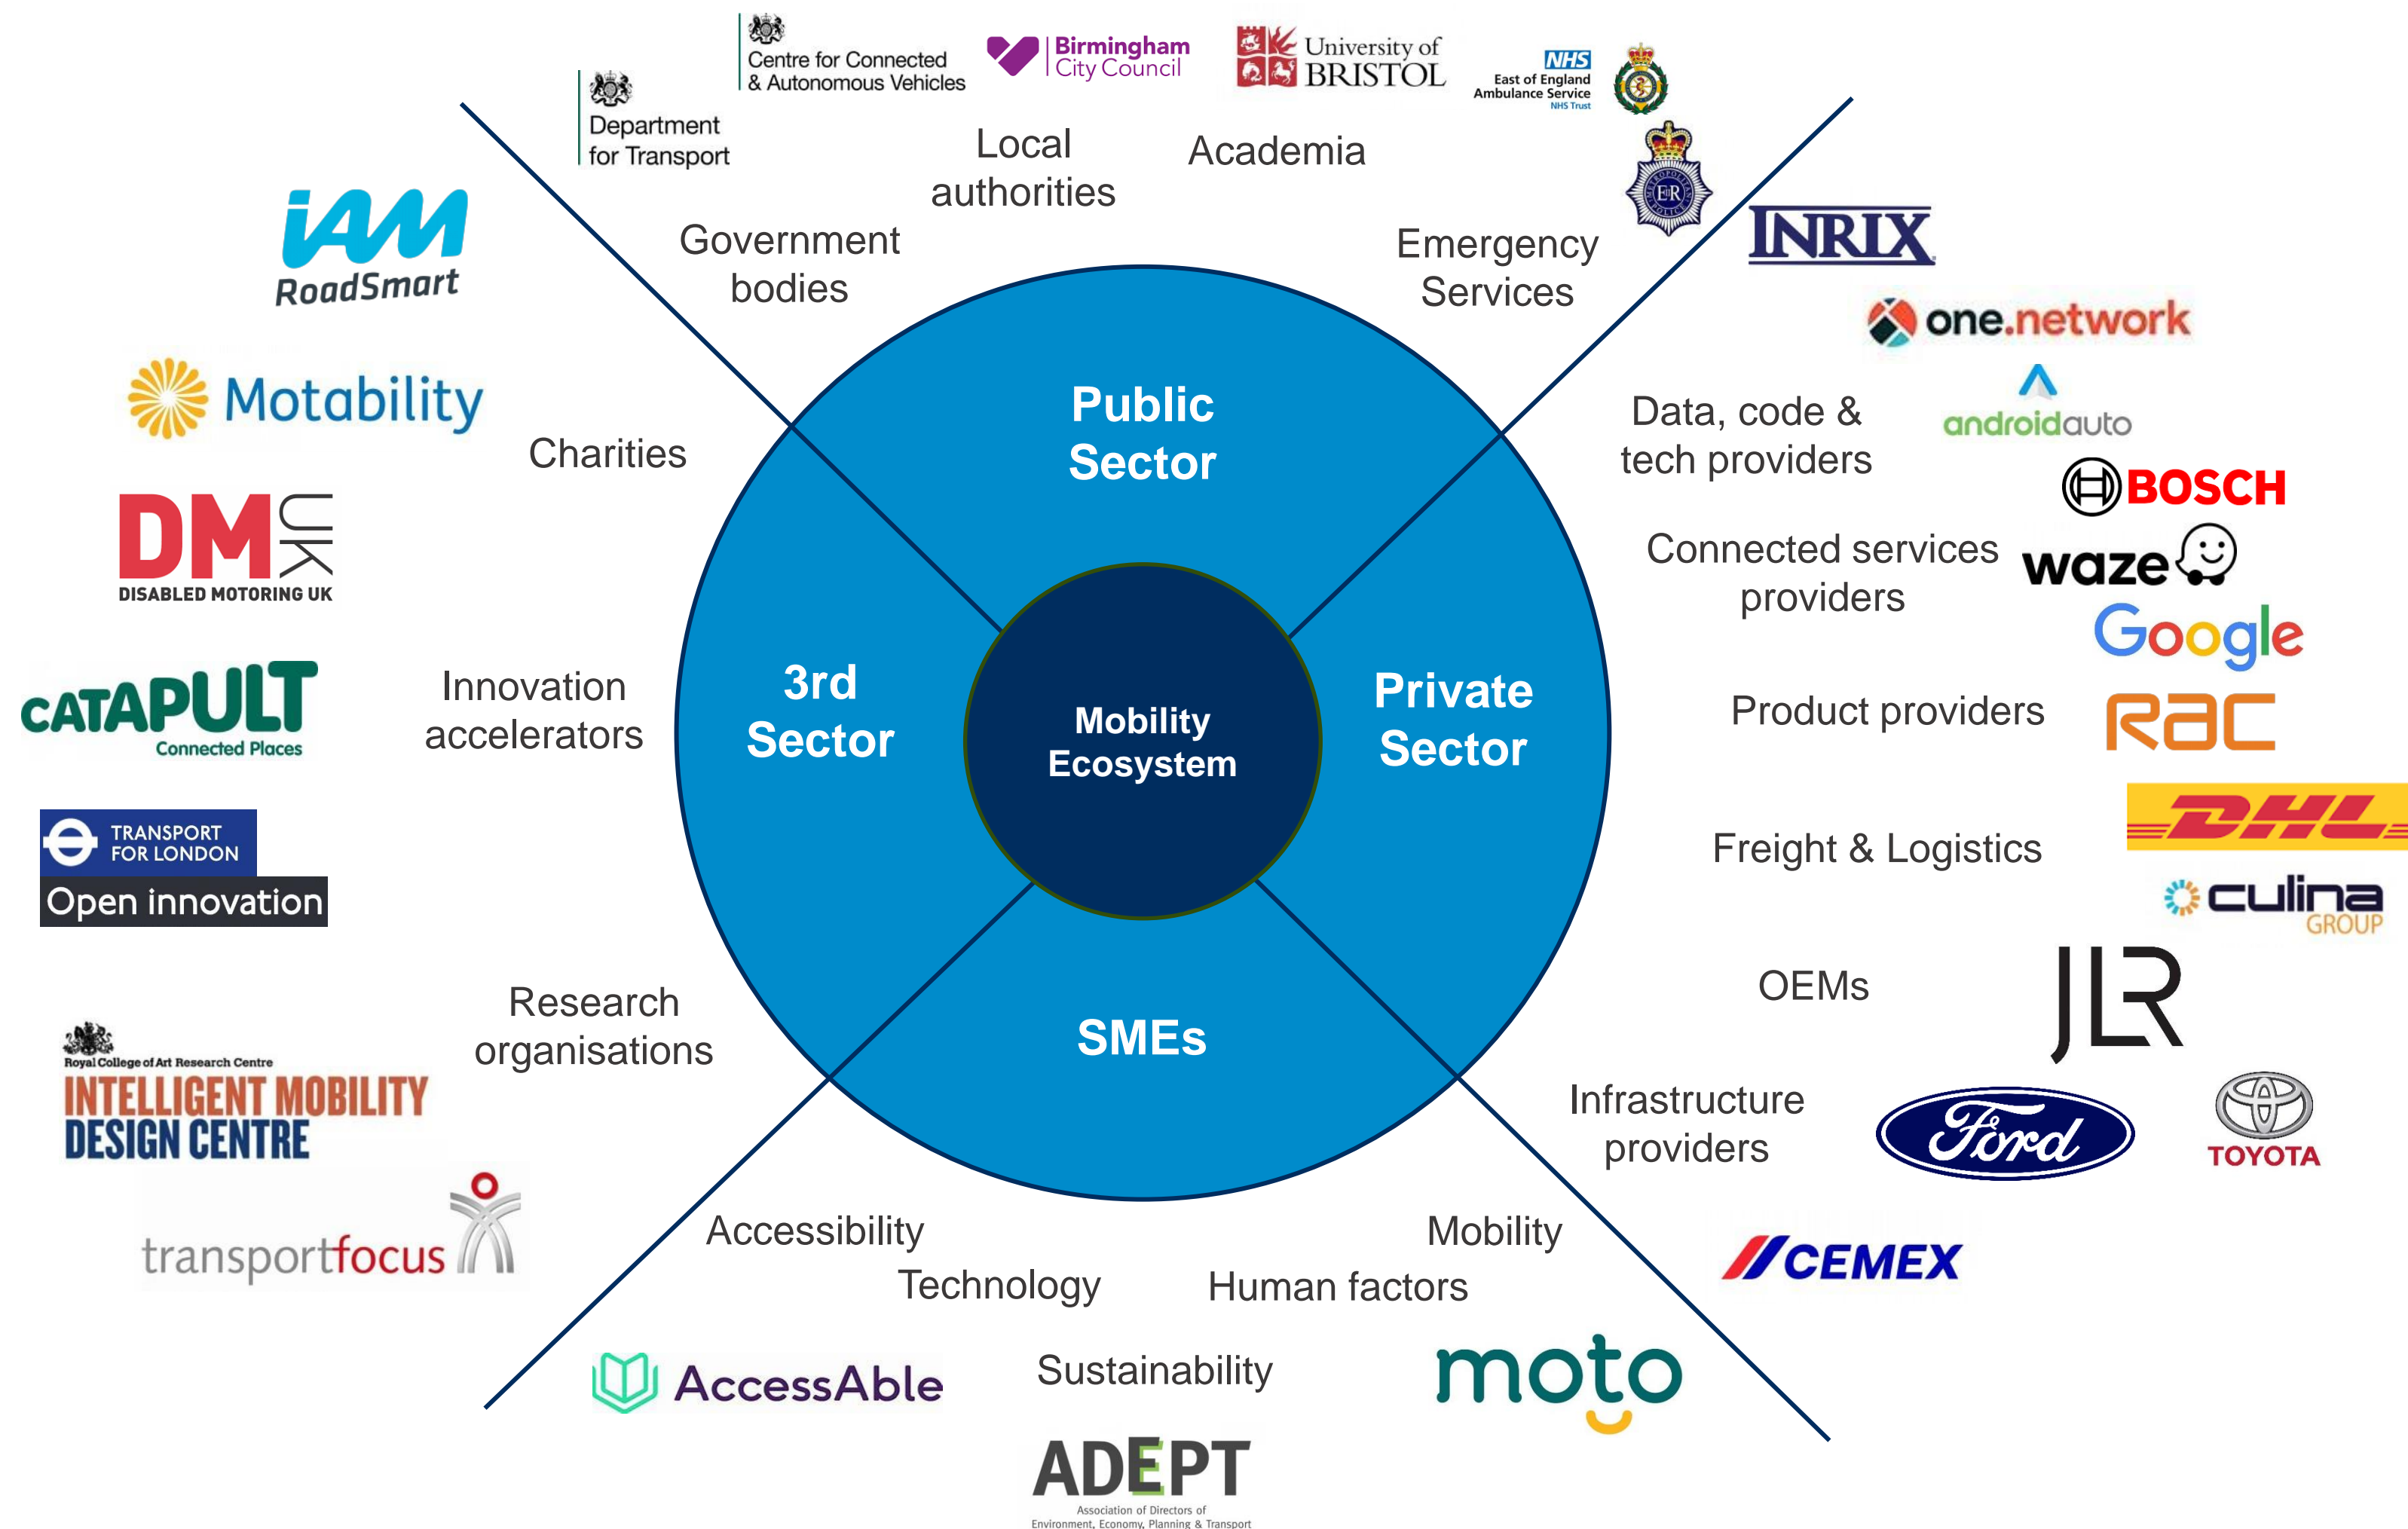 Centre for Connected
& Autonomous Vehicles
Birmingham
City Council
University of
BRISTOL
NHS
East of England
Ambulance Service
NHS Trust
Department
for Transport
Local
authorities
Academia
METROPOLITAN
POLICE
EIIR
Government
bodies
Emergency
Services
iAM
RoadSmart
INRIX
one.network
Motability
Charities
Public
Sector
Data, code &
tech providers
androidauto
BOSCH
DM UK
DISABLED MOTORING UK
Connected services
providers
waze
Google
CATAPULT
Connected Places
Innovation
accelerators
3rd
Sector
Mobility
Ecosystem
Private
Sector
Product providers
RAC
TRANSPORT
FOR LONDON
Open innovation
Freight & Logistics
DHL
culina
GROUP
Research
organisations
SMEs
OEMs
JLR
Royal College of Art Research Centre
INTELLIGENT MOBILITY
DESIGN CENTRE
Infrastructure
providers
Ford
TOYOTA
transportfocus
Accessibility
Mobility
Technology
Human factors
CEMEX
AccessAble
Sustainability
moto
ADEPT
Association of Directors of
Environment, Economy, Planning & Transport